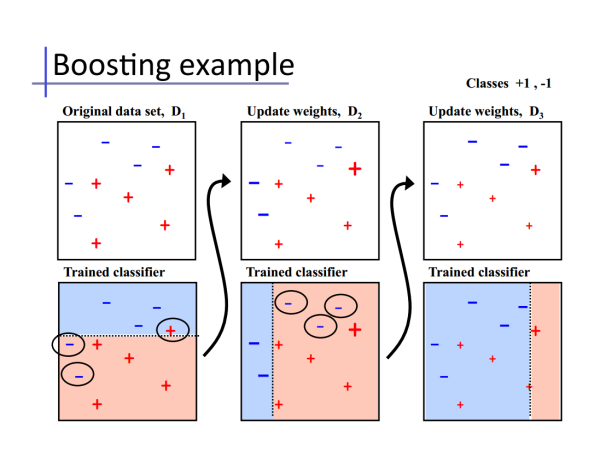 Boosting example
Classes +1 , -1
Original data set, D1
Update weights, D2
Update weights, D3
Trained classifier
Trained classifier
Trained classifier